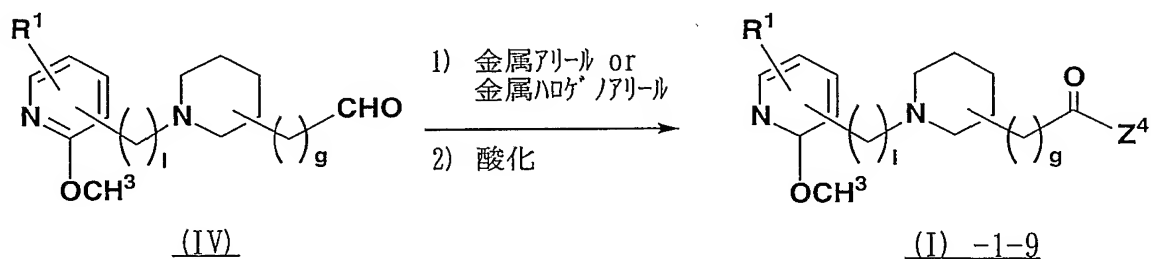 R¹
N
OCH³
( )l
N
( )g
CHO
(IV)
1) 金属アリール or
金属ハロゲノアリール
2) 酸化
R¹
N
OCH³
( )l
N
( )g
O
Z⁴
(I) -1-9